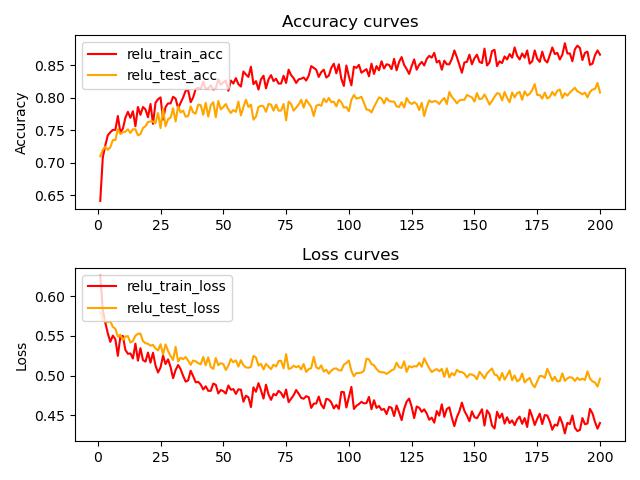 Accuracy curves
relu_train_acc
relu_test_acc
Accuracy
0.85
0.80
0.75
0.70
0.65
0 25 50 75 100 125 150 175 200
Loss curves
relu_train_loss
relu_test_loss
Loss
0.60
0.55
0.50
0.45
0 25 50 75 100 125 150 175 200